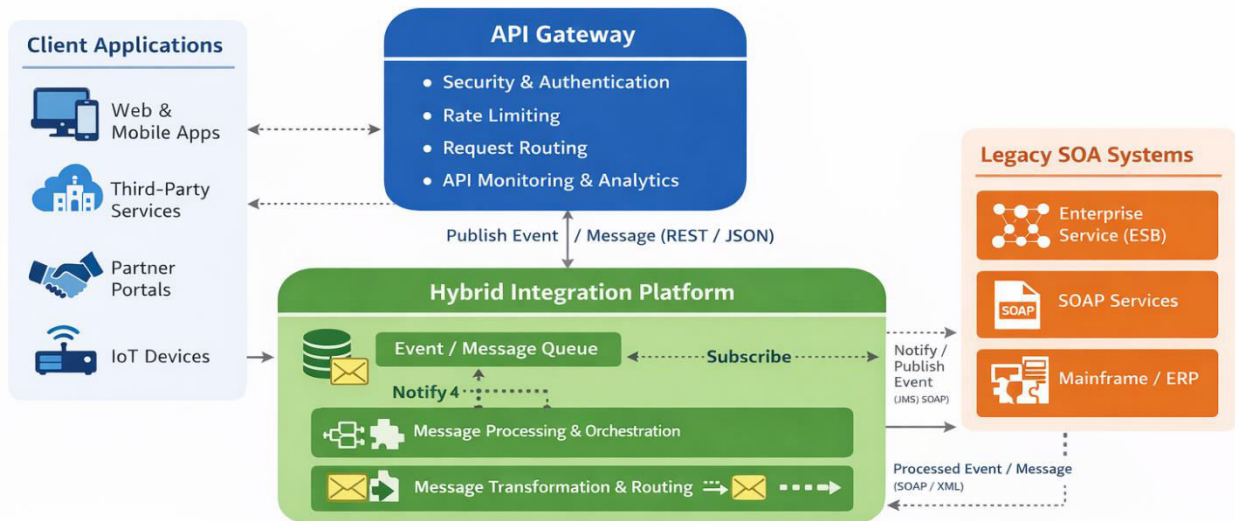 Client Applications
Web &
Mobile Apps
Third-Party
Services
Partner
Portals
IoT Devices
API Gateway
• Security & Authentication
• Rate Limiting
• Request Routing
• API Monitoring & Analytics
Publish Event / Message (REST / JSON)
Hybrid Integration Platform
Event / Message Queue
Subscribe
Notify 4
Message Processing & Orchestration
Message Transformation & Routing
Notify /
Publish
Event
(JMS) SOAP)
Legacy SOA Systems
Enterprise
Service (ESB)
SOAP
SOAP Services
Mainframe / ERP
Processed Event / Message
(SOAP / XML)